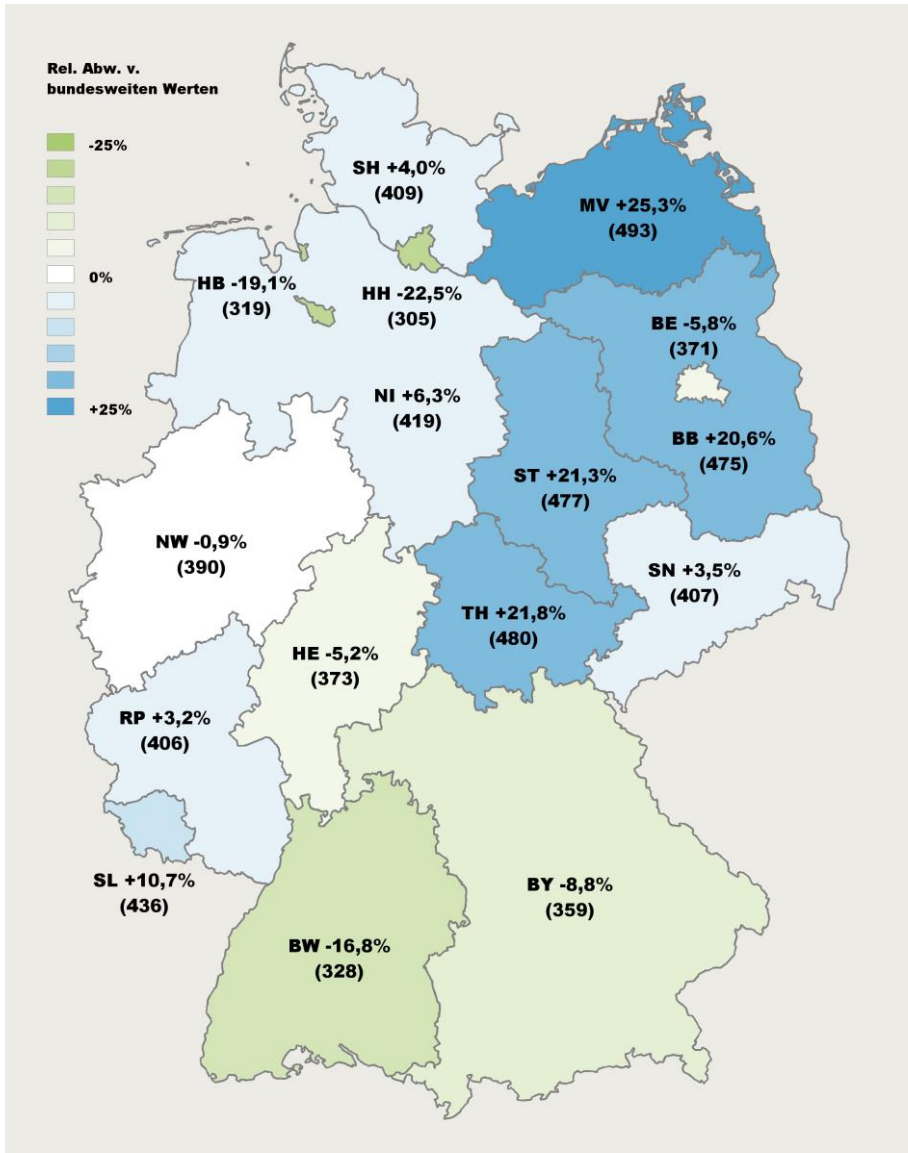 Rel. Abw. v.
bundesweiten Werten
-25%
0%
+25%
SH +4,0%
(409)
MV +25,3%
(493)
HB -19,1%
(319)
HH -22,5%
(305)
BE -5,8%
(371)
NI +6,3%
(419)
BB +20,6%
(475)
ST +21,3%
(477)
NW -0,9%
(390)
SN +3,5%
(407)
TH +21,8%
(480)
HE -5,2%
(373)
RP +3,2%
(406)
SL +10,7%
(436)
BY -8,8%
(359)
BW -16,8%
(328)